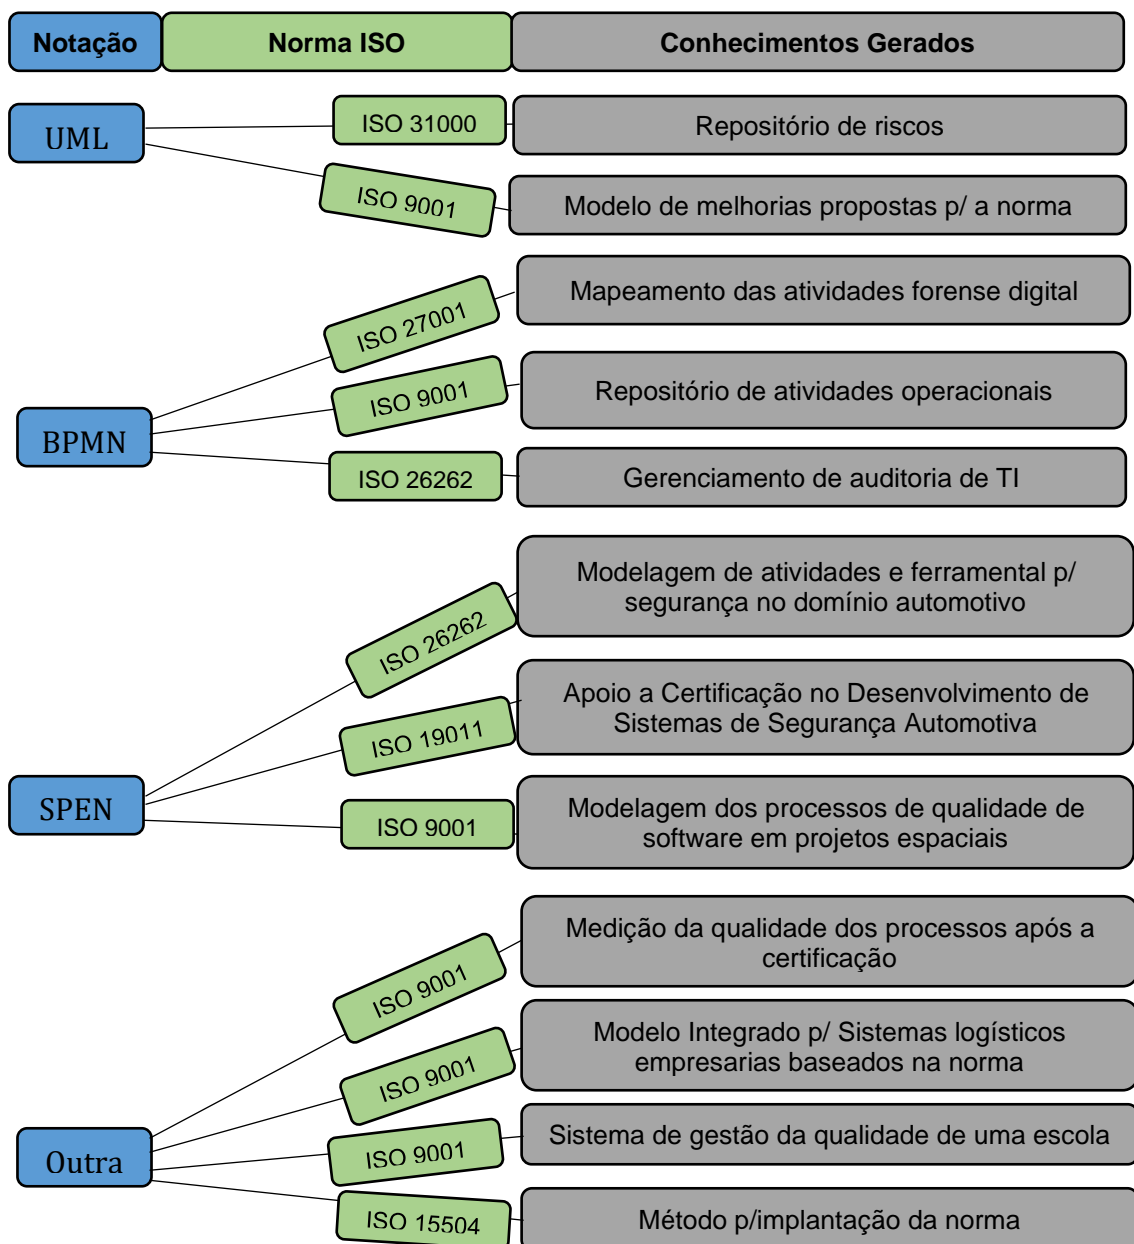 Notação
Norma ISO
Conhecimentos Gerados
UML
ISO 31000
Repositório de riscos
ISO 9001
Modelo de melhorias propostas p/ a norma
BPMN
ISO 27001
Mapeamento das atividades forense digital
ISO 9001
Repositório de atividades operacionais
ISO 26262
Gerenciamento de auditoria de TI
SPEN
ISO 26262
Modelagem de atividades e ferramental p/
segurança no domínio automotivo
ISO 19011
Apoio a Certificação no Desenvolvimento de
Sistemas de Segurança Automotiva
ISO 9001
Modelagem dos processos de qualidade de
software em projetos espaciais
Outra
ISO 9001
Medição da qualidade dos processos após a
certificação
ISO 9001
Modelo Integrado p/ Sistemas logísticos
empresarias baseados na norma
ISO 9001
Sistema de gestão da qualidade de uma escola
ISO 15504
Método p/implantação da norma